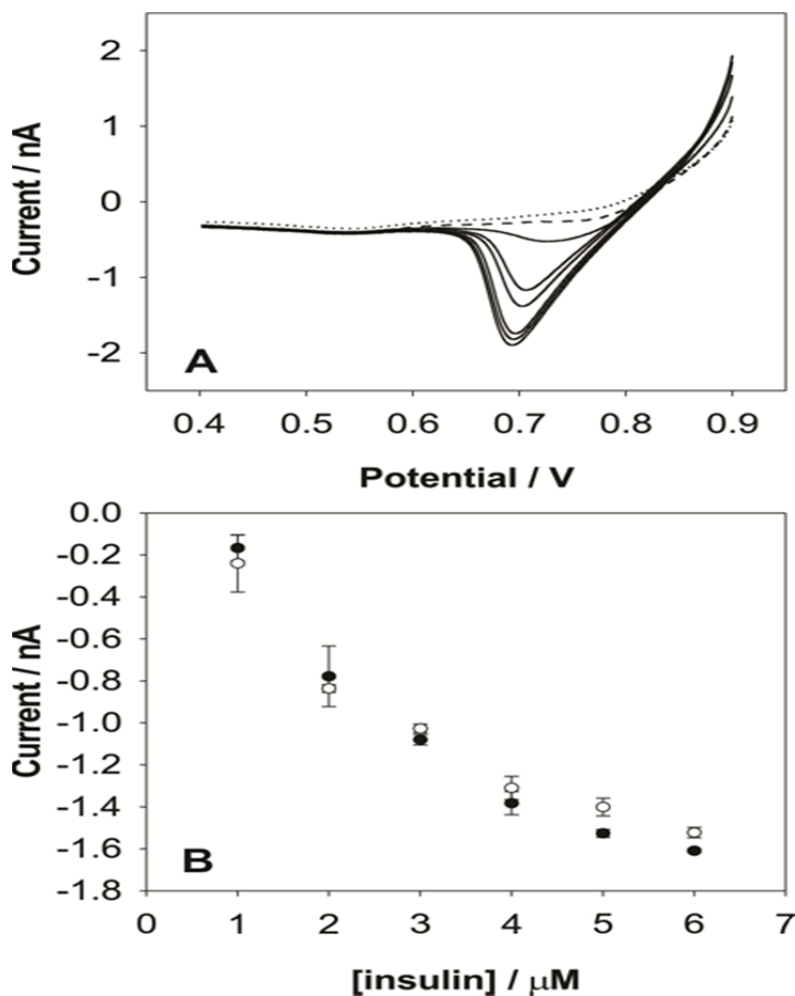 Current / nA
2
1
0
-1
-2
A
0.4 0.5 0.6 0.7 0.8 0.9
Potential / V
Current / nA
0.0
-0.2
-0.4
-0.6
-0.8
-1.0
-1.2
-1.4
-1.6
-1.8
B
0 1 2 3 4 5 6 7
[insulin] / μM